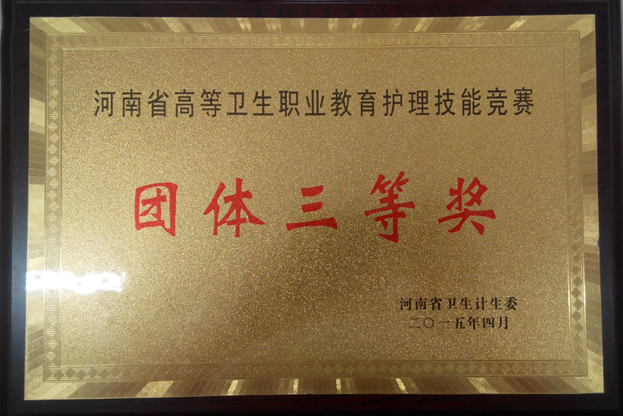 河南省高等卫生职业教育护理技能竞赛
团体三等奖
河南省卫生计生委
二〇一五年四月